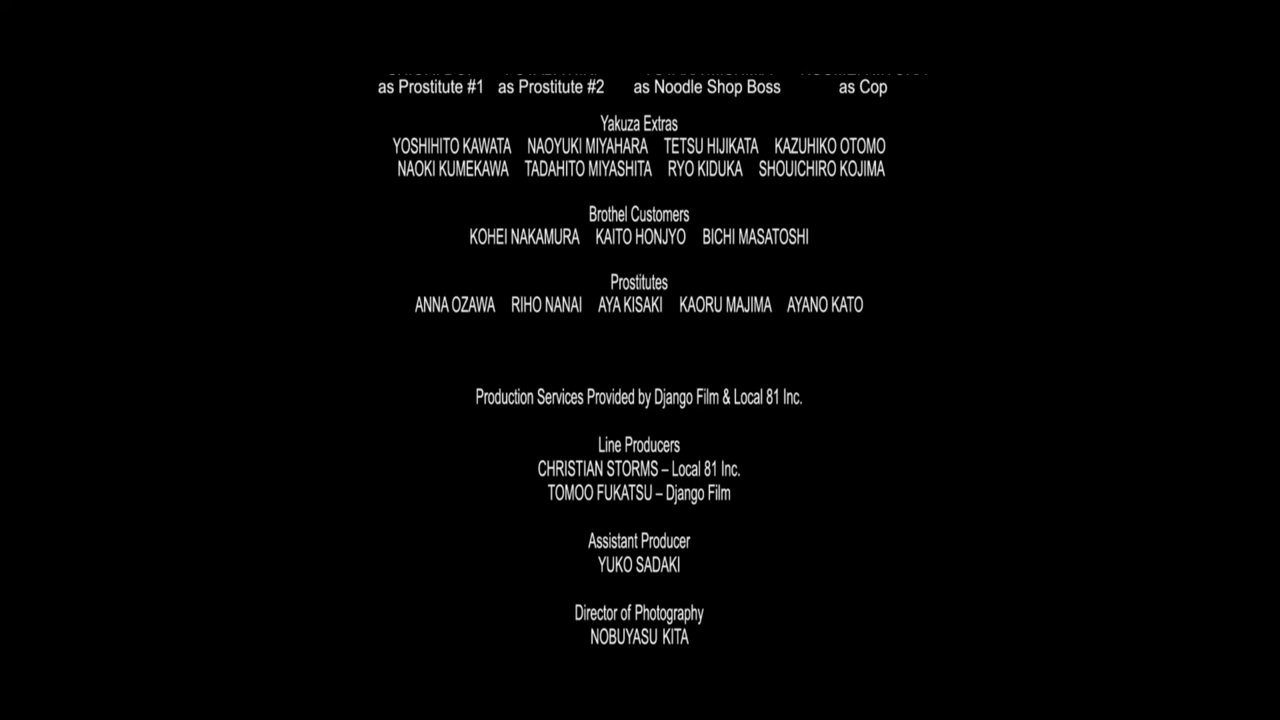 as Prostitute #1 as Prostitute #2 as Noodle Shop Boss as Cop
Yakuza Extras
YOSHIHITO KAWATA NAOYUKI MIYAHARA TETSU HIJIKATA KAZUHIKO OTOMO
NAOKI KUMEKAWA TADAHITO MIYASHITA RYO KIDUKA SHOUICHIRO KOJIMA
Brothel Customers
KOHEI NAKAMURA KAITO HONJYO BICHI MASATOSHI
Prostitutes
ANNA OZAWA RIHO NANAI AYA KISAKI KAORU MAJIMA AYANO KATO
Production Services Provided by Django Film & Local 81 Inc.
Line Producers
CHRISTIAN STORMS – Local 81 Inc.
TOMOO FUKATSU – Django Film
Assistant Producer
YUKO SADAKI
Director of Photography
NOBUYASU KITA